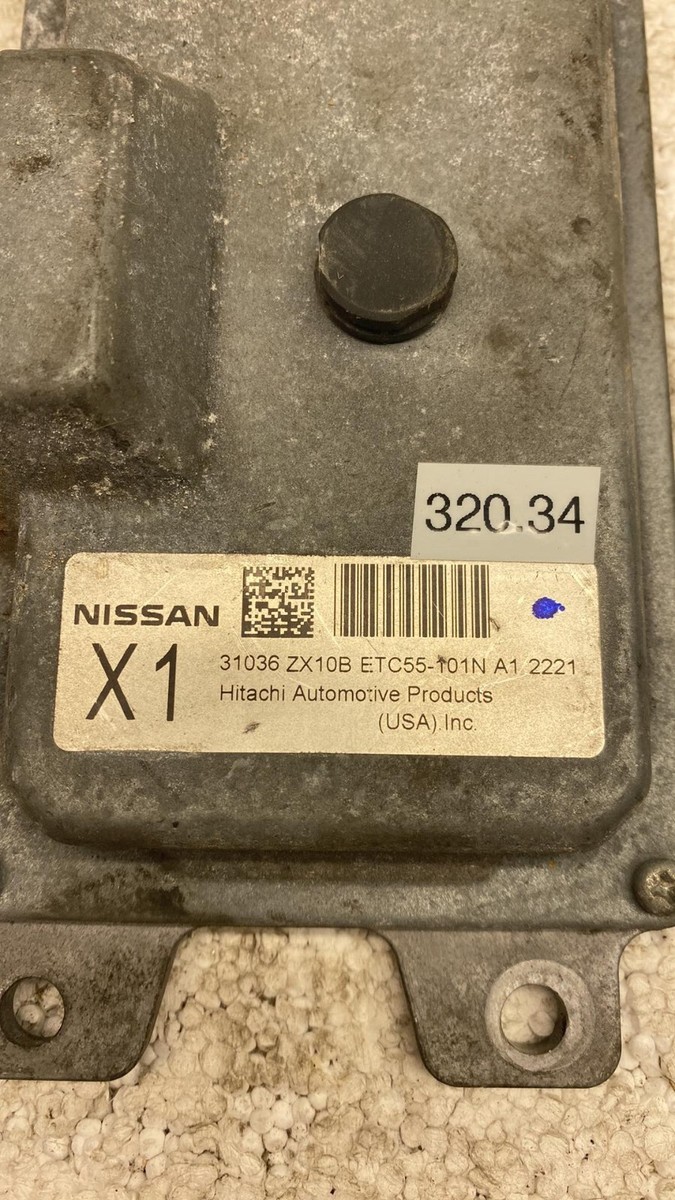 320.34
NISSAN
X1
31036 ZX10B ETC55-101N A1 2221
Hitachi Automotive Products
(USA).Inc.